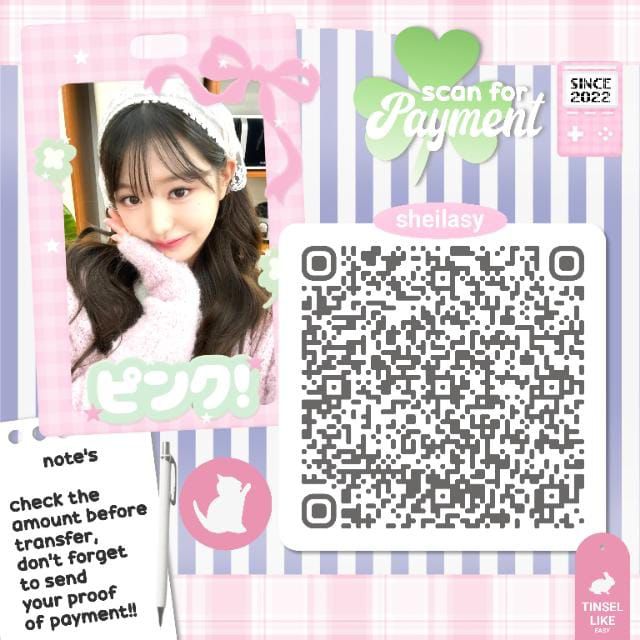 scan for
Payment
SINCE
2022
sheilasy
ピンク!
note's
check the
amount before
transfer,
don't forget
to send
your proof
of payment!!
TINSEL
LIKE
EASY